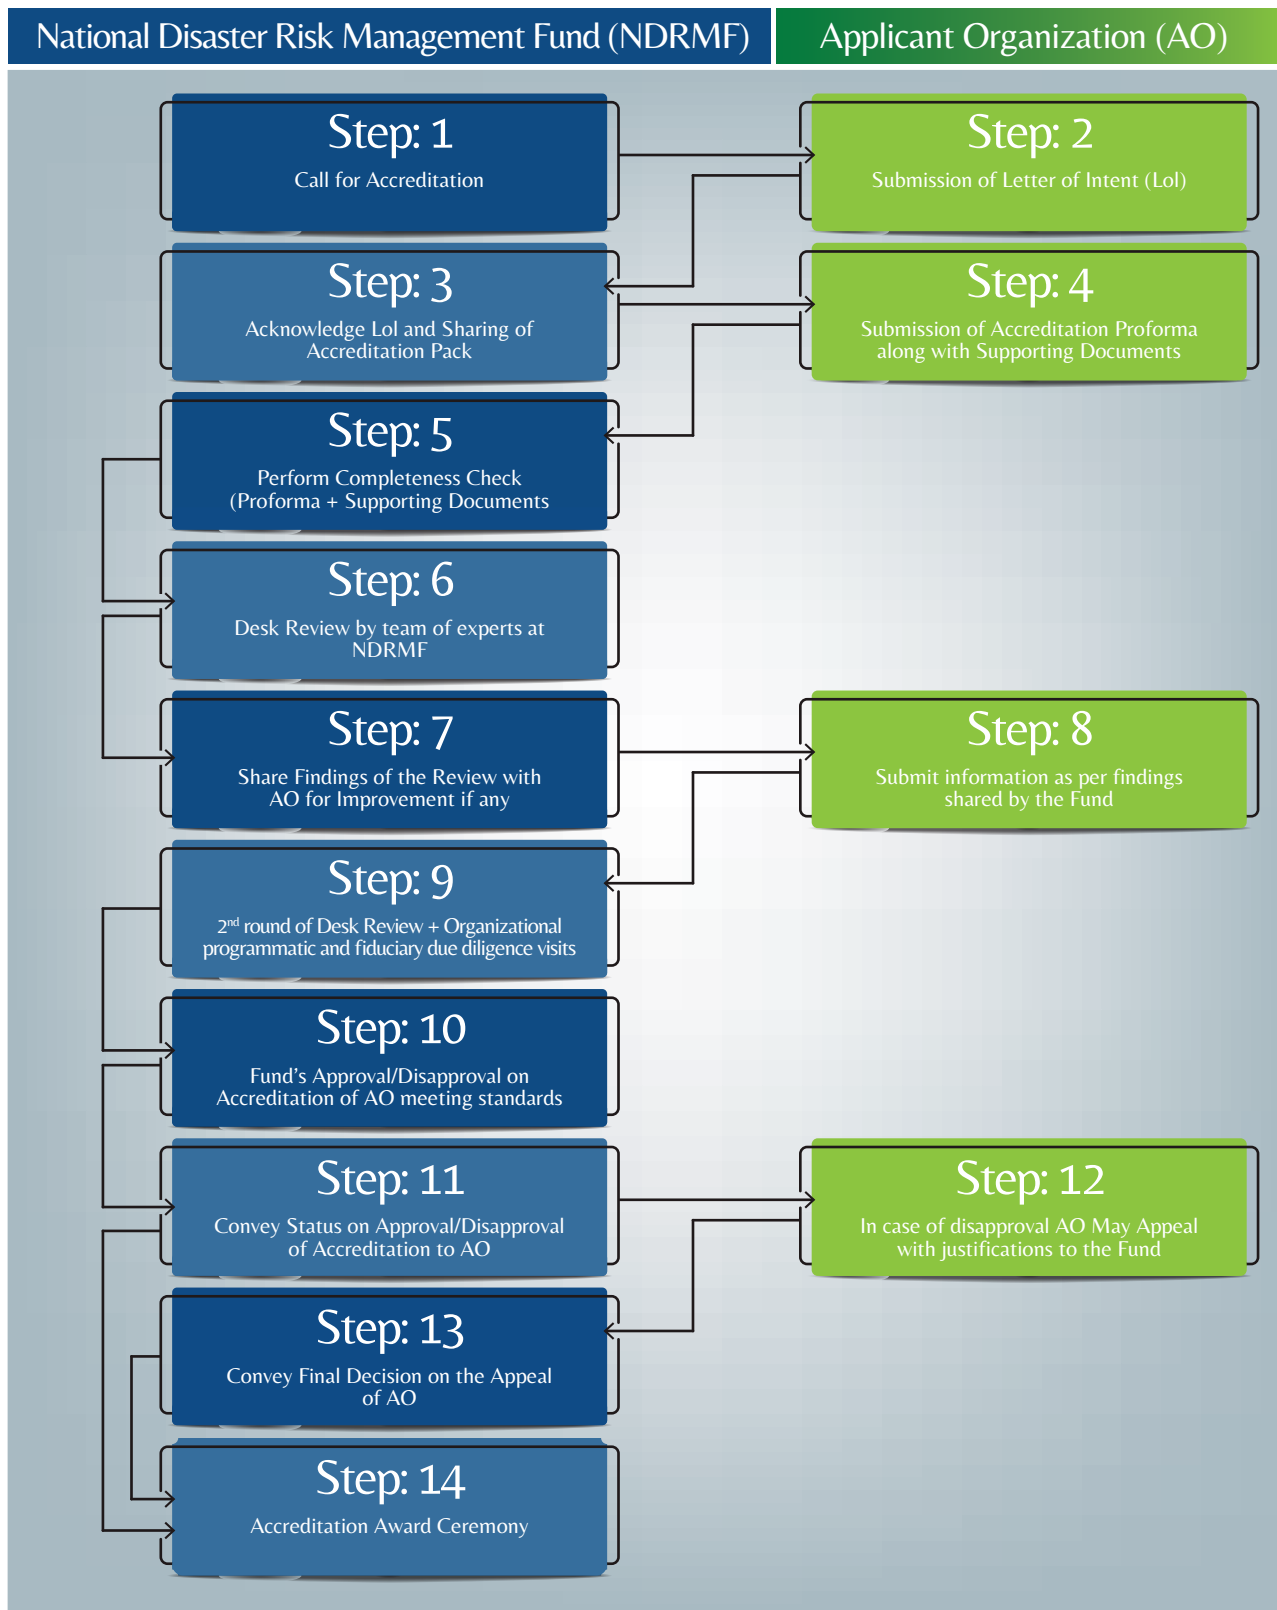 National Disaster Risk Management Fund (NDRMF)
Applicant Organization (AO)
Step: 1
Call for Accreditation
Step: 2
Submission of Letter of Intent (LoI)
Step: 3
Acknowledge LoI and Sharing of
Accreditation Pack
Step: 4
Submission of Accreditation Proforma
along with Supporting Documents
Step: 5
Perform Completeness Check
(Proforma + Supporting Documents
Step: 6
Desk Review by team of experts at
NDRMF
Step: 7
Share Findings of the Review with
AO for Improvement if any
Step: 8
Submit information as per findings
shared by the Fund
Step: 9
2nd round of Desk Review + Organizational
programmatic and fiduciary due diligence visits
Step: 10
Fund's Approval/Disapproval on
Accreditation of AO meeting standards
Step: 11
Convey Status on Approval/Disapproval
of Accreditation to AO
Step: 12
In case of disapproval AO May Appeal
with justifications to the Fund
Step: 13
Convey Final Decision on the Appeal
of AO
Step: 14
Accreditation Award Ceremony